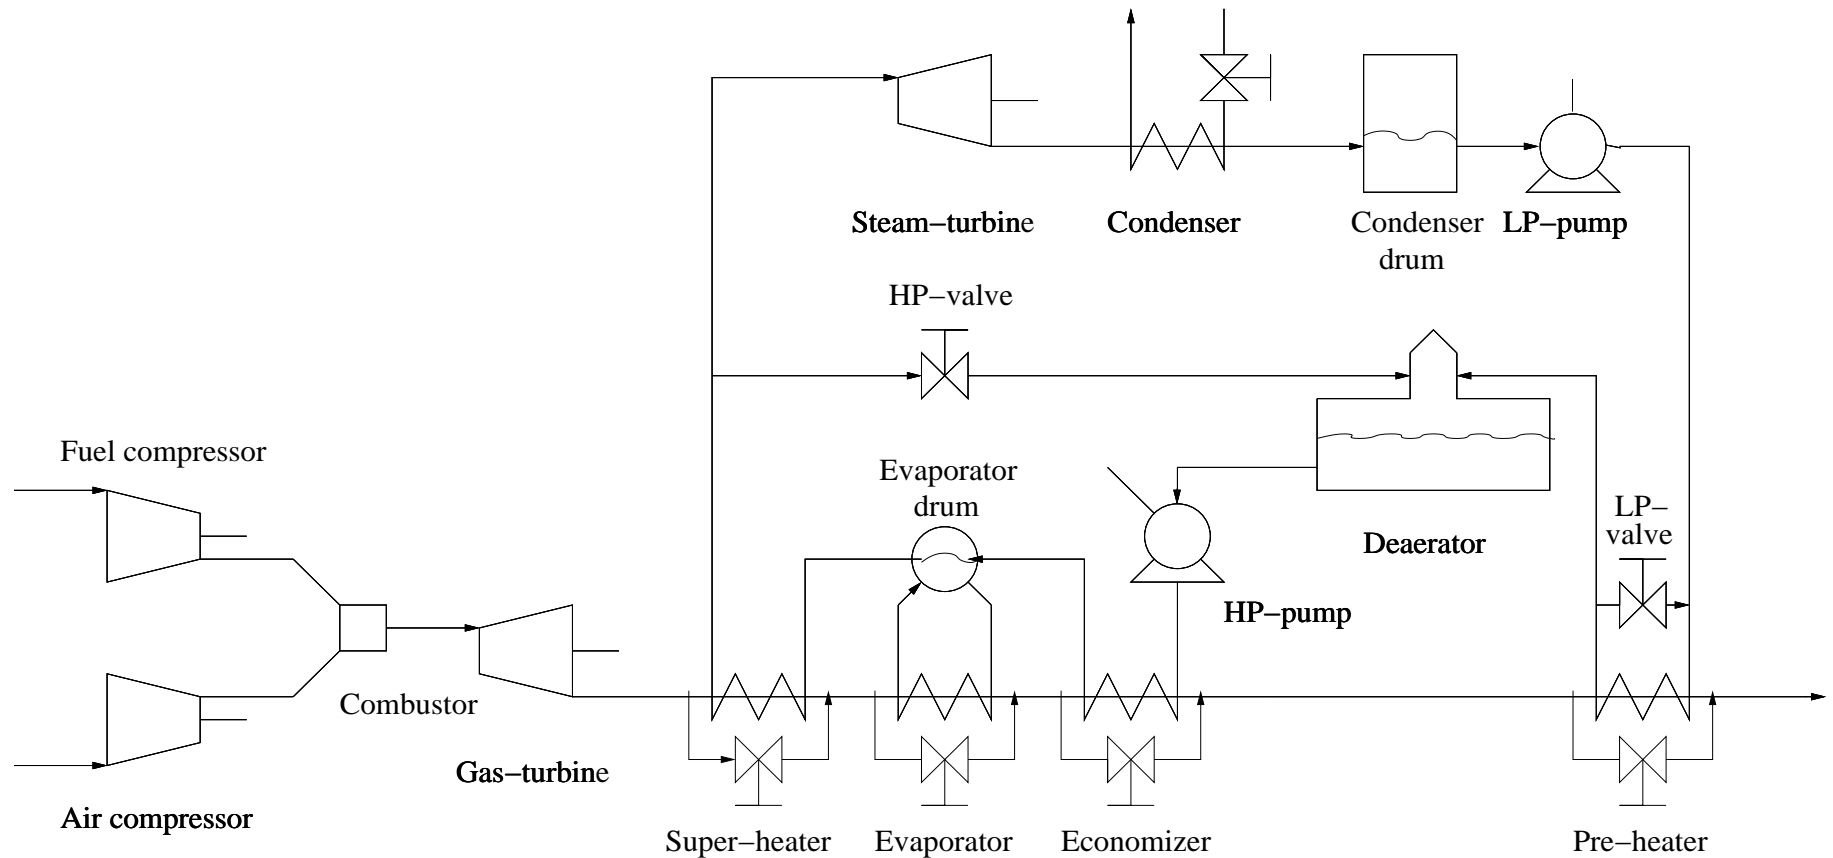 Steam−turbine
Condenser
Condenser
drum
LP−pump
HP−valve
Fuel compressor
Evaporator
drum
LP−
valve
Deaerator
HP−pump
Combustor
Gas−turbine
Air compressor
Super−heater
Evaporator
Economizer
Pre−heater